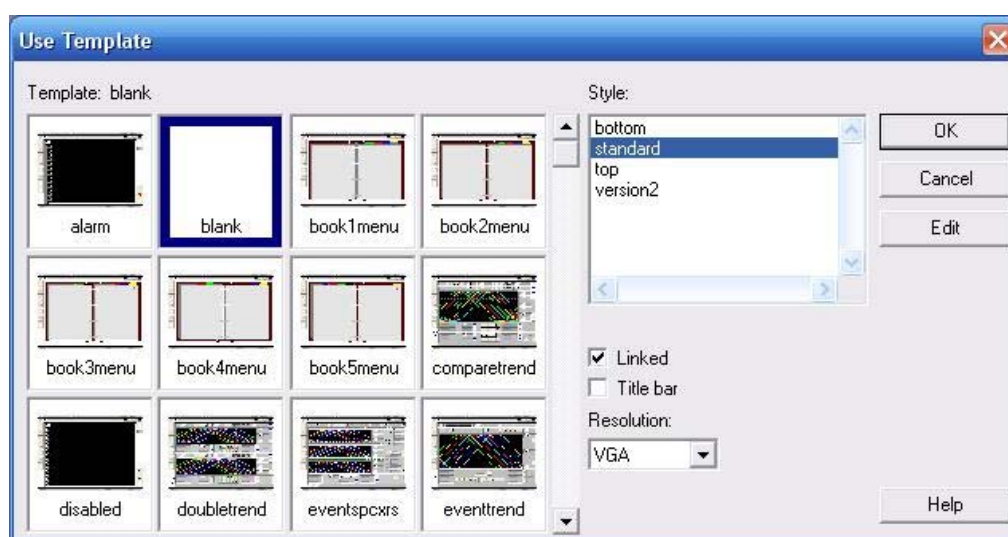 Use Template
Template: blank
alarm
blank
book1menu
book2menu
book3menu
book4menu
book5menu
comparetrend
disabled
doubletrend
eventspcxrs
eventtrend
Style:
bottom
standard
top
version2
Linked
Title bar
Resolution:
VGA
OK
Cancel
Edit
Help